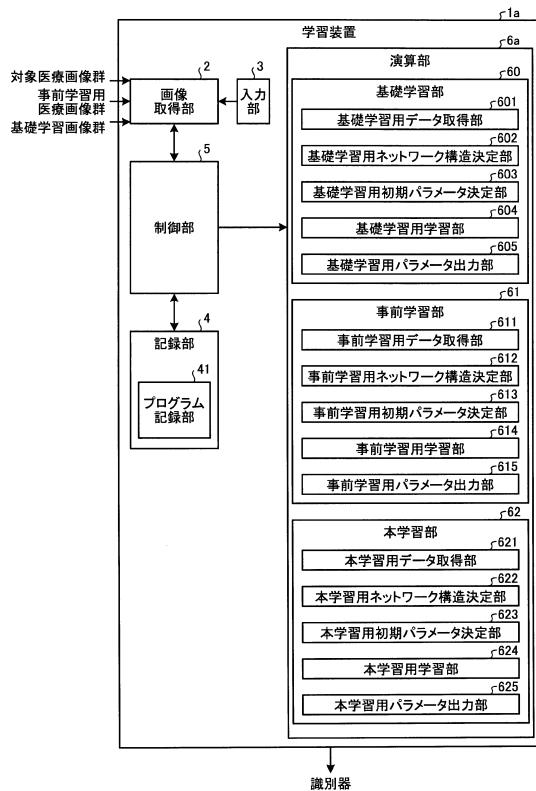 1a
学習装置
6a
演算部
対象医療画像群
事前学習用
医療画像群
基礎学習画像群
2
画像
取得部
3
入力
部
5
制御部
4
記録部
41
プログラム
記録部
60
基礎学習部
601
基礎学習用データ取得部
602
基礎学習用ネットワーク構造決定部
603
基礎学習用初期パラメータ決定部
604
基礎学習用学習部
605
基礎学習用パラメータ出力部
61
事前学習部
611
事前学習用データ取得部
612
事前学習用ネットワーク構造決定部
613
事前学習用初期パラメータ決定部
614
事前学習用学習部
615
事前学習用パラメータ出力部
62
本学習部
621
本学習用データ取得部
622
本学習用ネットワーク構造決定部
623
本学習用初期パラメータ決定部
624
本学習用学習部
625
本学習用パラメータ出力部
識別器